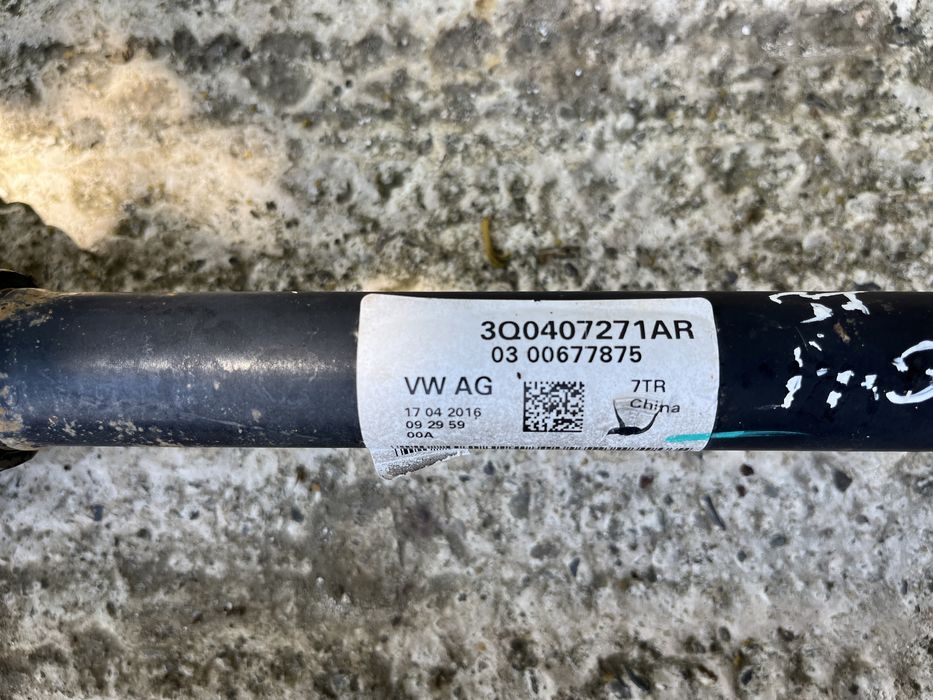 3Q0407271AR
03 00677875
VW AG
7TR
China
17 04 2016
09 29 59
00A